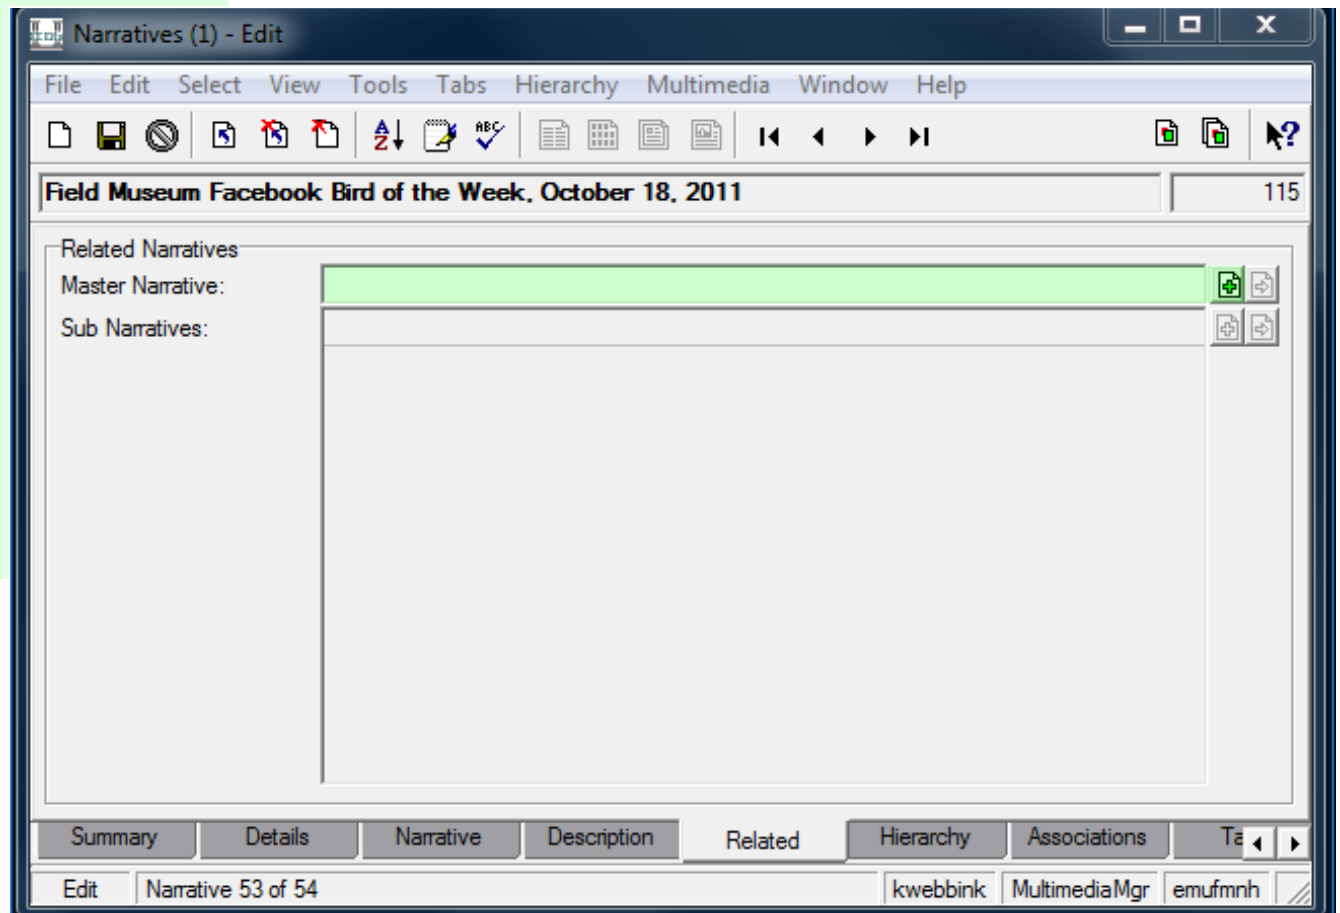 Narratives (1) - Edit
File Edit Select View Tools Tabs Hierarchy Multimedia Window Help
A Z ABC ?
Field Museum Facebook Bird of the Week, October 18, 2011 115
Related Narratives
Master Narrative:
Sub Narratives:
Summary Details Narrative Description Related Hierarchy Associations Ta
Edit Narrative 53 of 54 kwebbink MultimediaMgr emufmnh